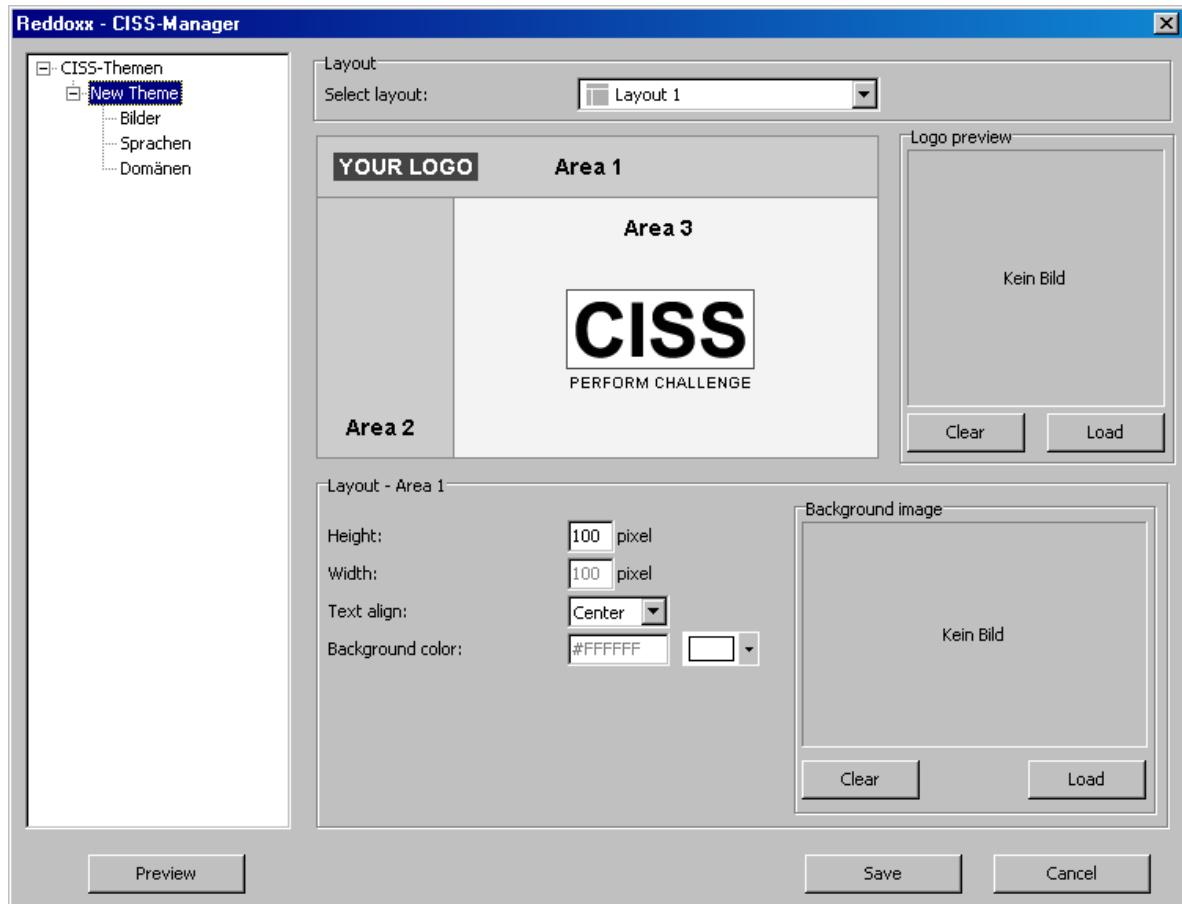 Reddoxx - CISS-Manager
CISS-Themen
New Theme
Bilder
Sprachen
Domänen
Layout
Select layout:
Layout 1
YOUR LOGO
Area 1
Area 3
CISS
PERFORM CHALLENGE
Area 2
Logo preview
Kein Bild
Clear
Load
Layout - Area 1
Height:
100 pixel
Width:
100 pixel
Text align:
Center
Background color:
#FFFFFF
Background image
Kein Bild
Clear
Load
Preview
Save
Cancel